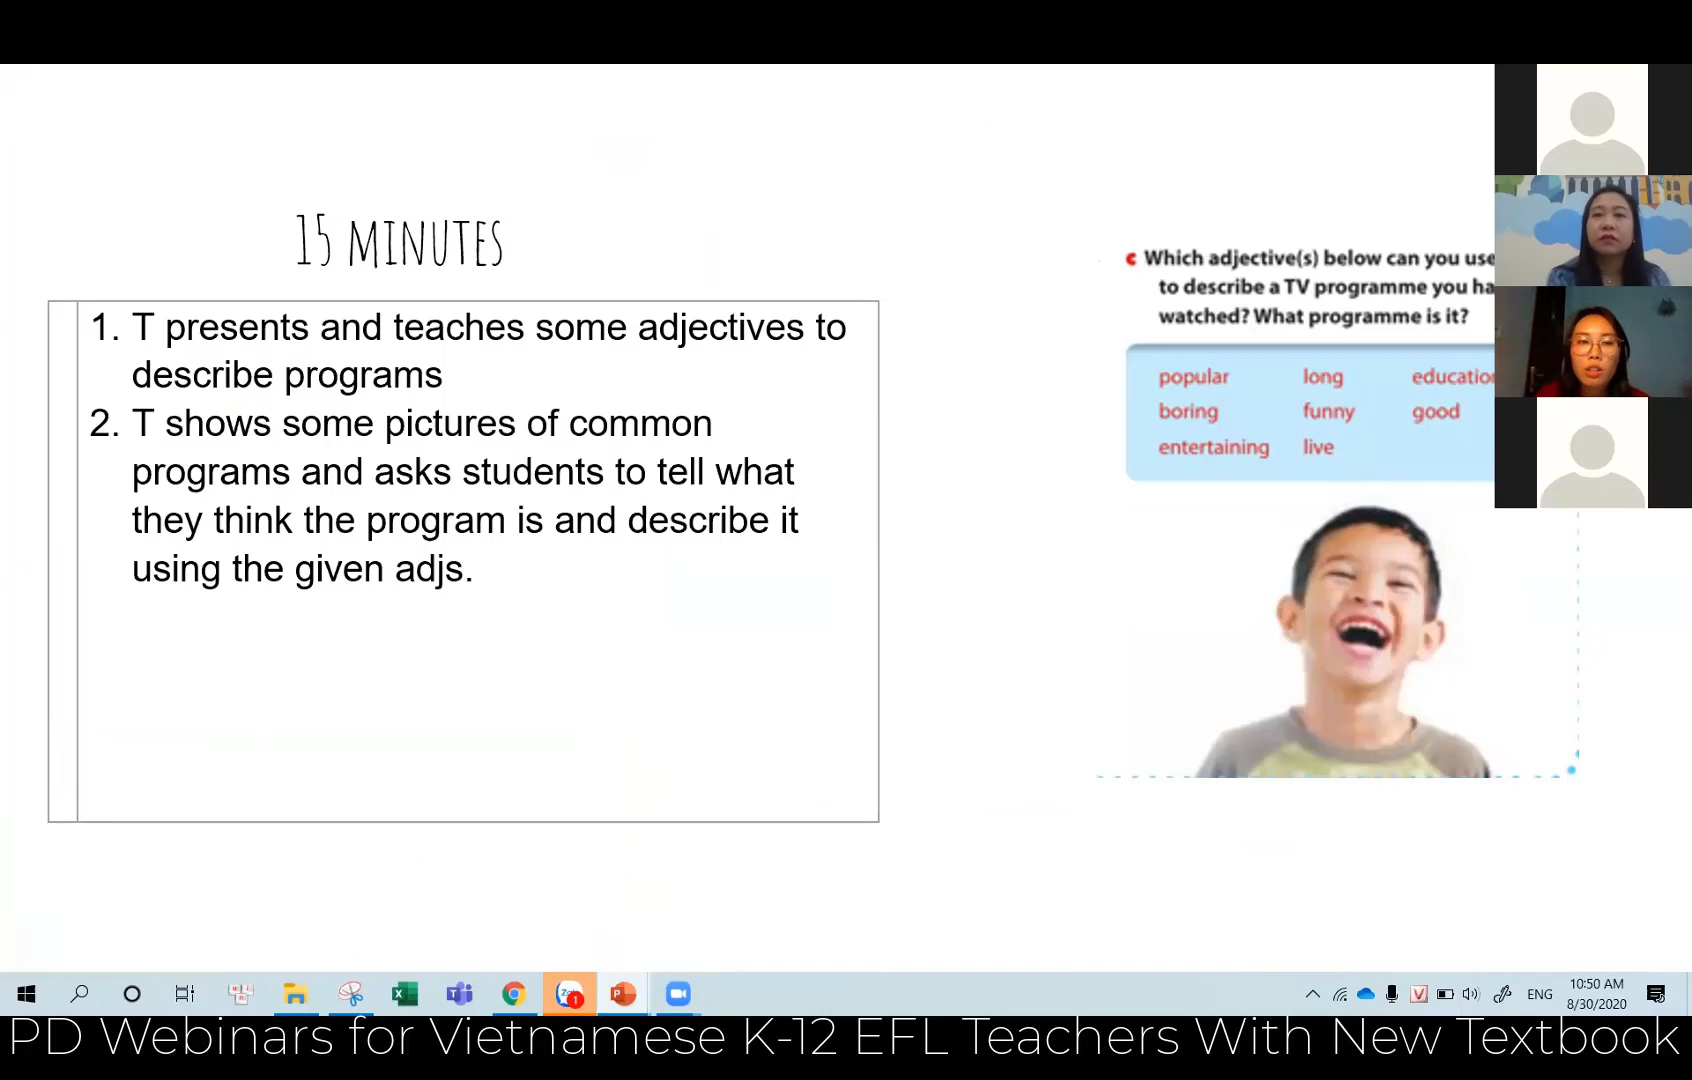 15 MINUTES
1. T presents and teaches some adjectives to
describe programs
2. T shows some pictures of common
programs and asks students to tell what
they think the program is and describe it
using the given adjs.
c Which adjective(s) below can you use
to describe a TV programme you ha
watched? What programme is it?
popular long education
boring funny good
entertaining live
1
ENG
10:50 AM
8/30/2020
PD Webinars for Vietnamese K-12 EFL Teachers With New Textbook